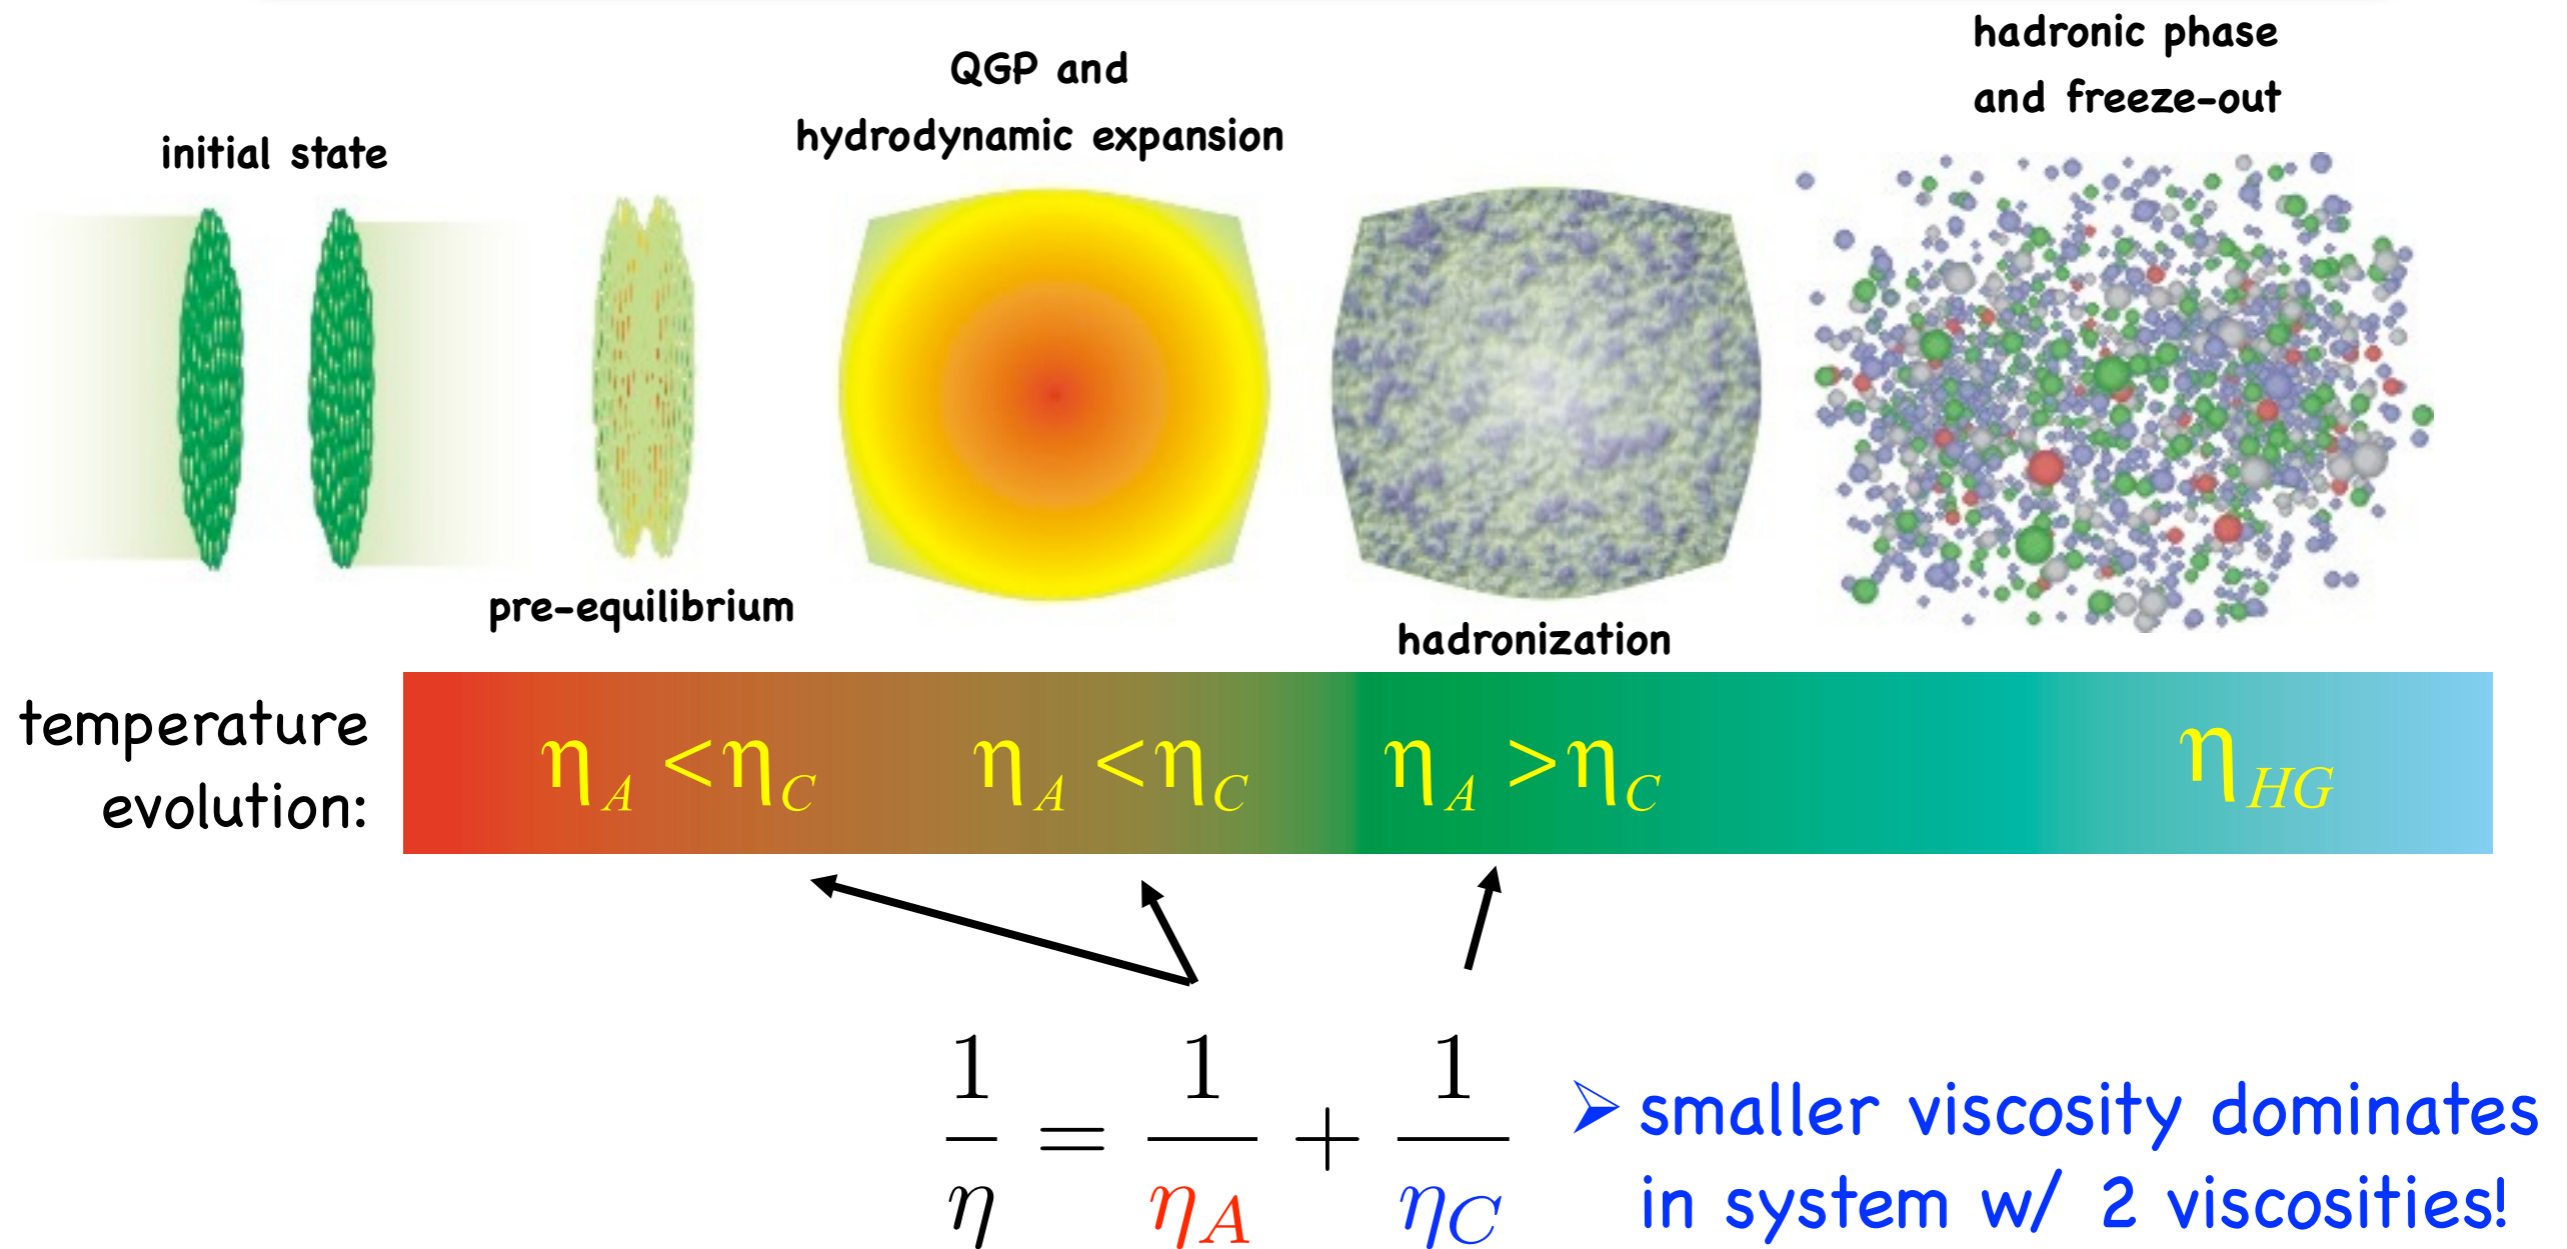 hadronic phase
and freeze-out
QGP and
hydrodynamic expansion
initial state
pre-equilibrium
hadronization
temperature
evolution:
η_A < η_C η_A < η_C η_A > η_C η_HG
1/η = 1/η_A + 1/η_C
➢ smaller viscosity dominates
in system w/ 2 viscosities!